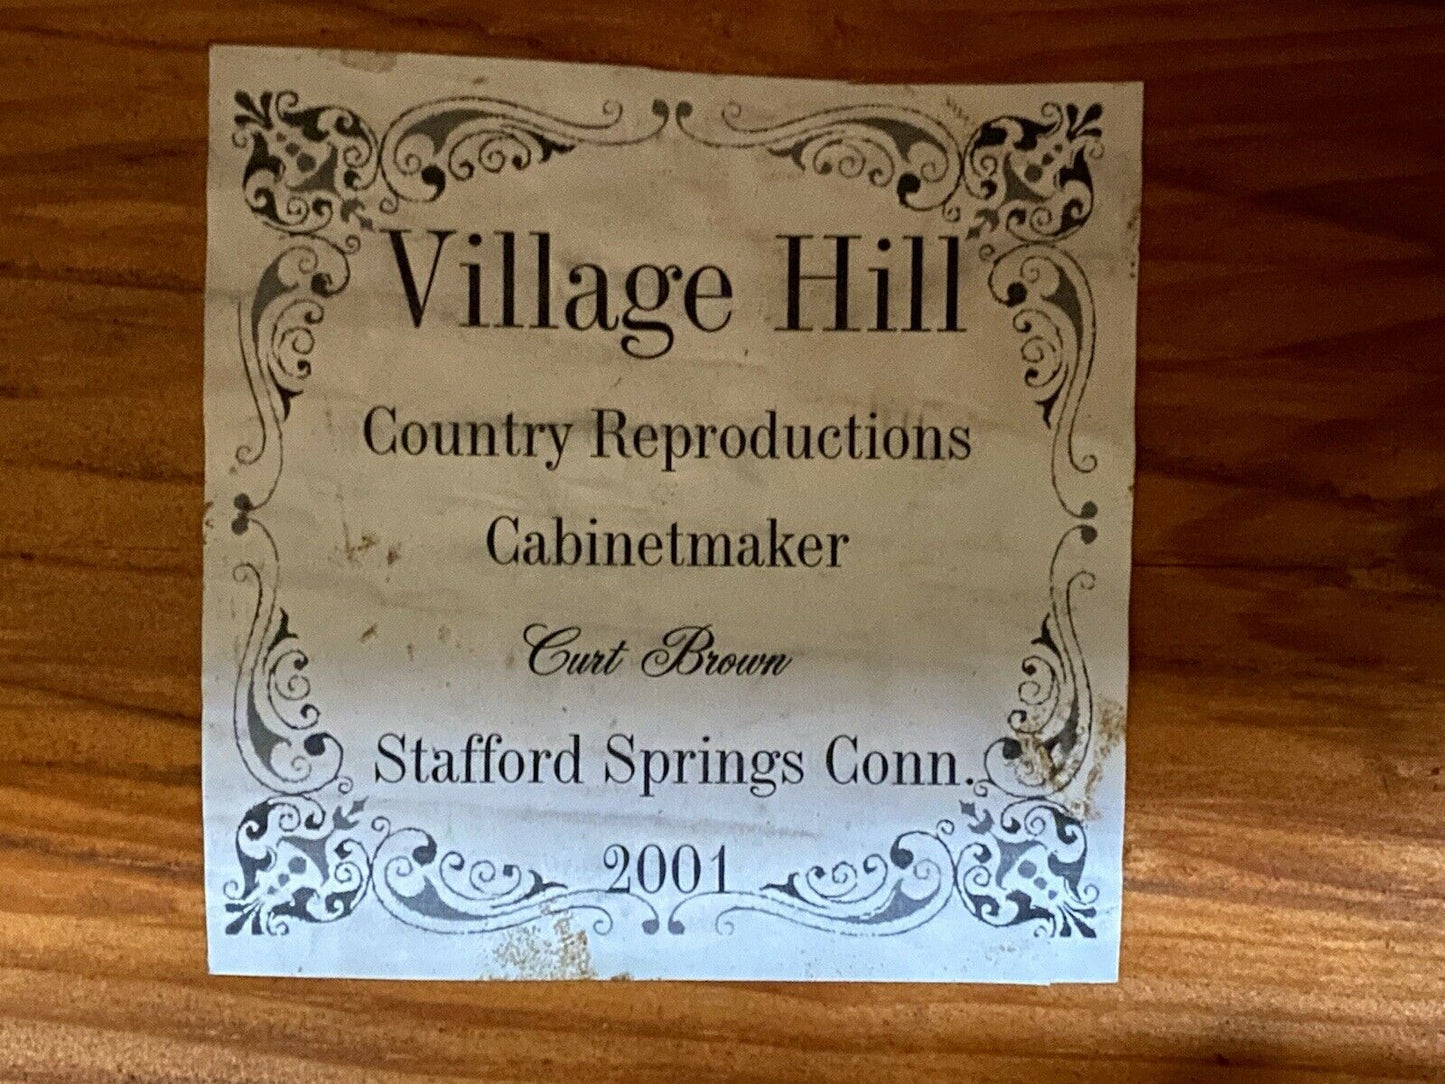 Village Hill
Country Reproductions
Cabinetmaker
Curt Brown
Stafford Springs Conn.
2001